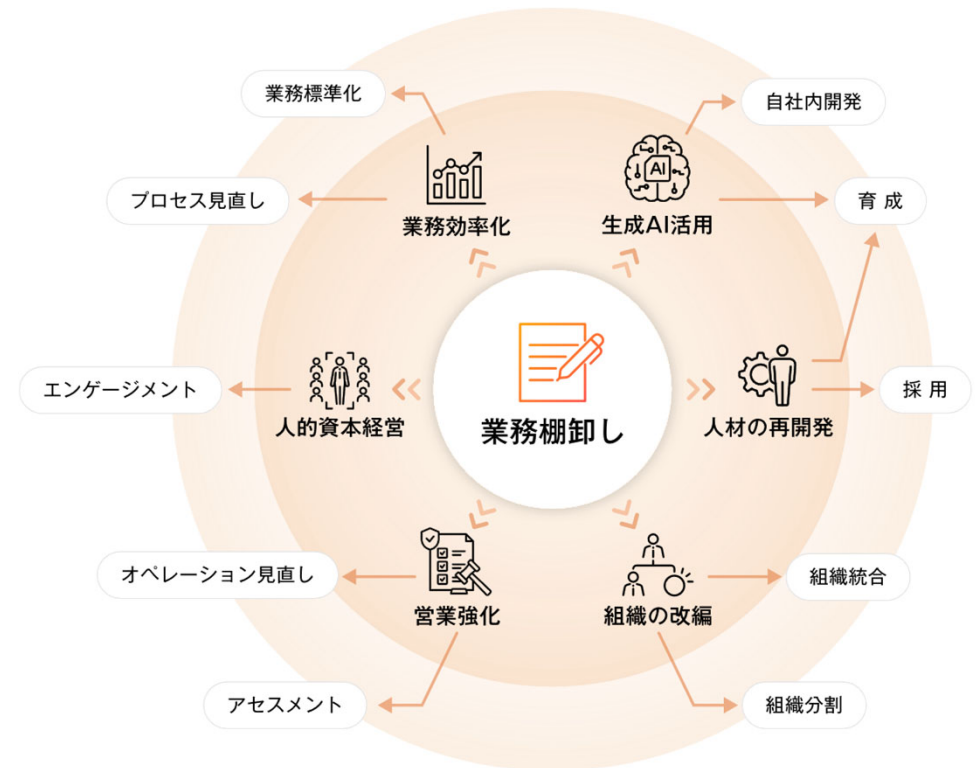 業務標準化
自社内開発
プロセス見直し
育 成
AI
業務効率化
生成AI活用
エンゲージメント
人的資本経営
業務棚卸し
人材の再開発
採 用
オペレーション見直し
営業強化
組織の改編
組織統合
アセスメント
組織分割